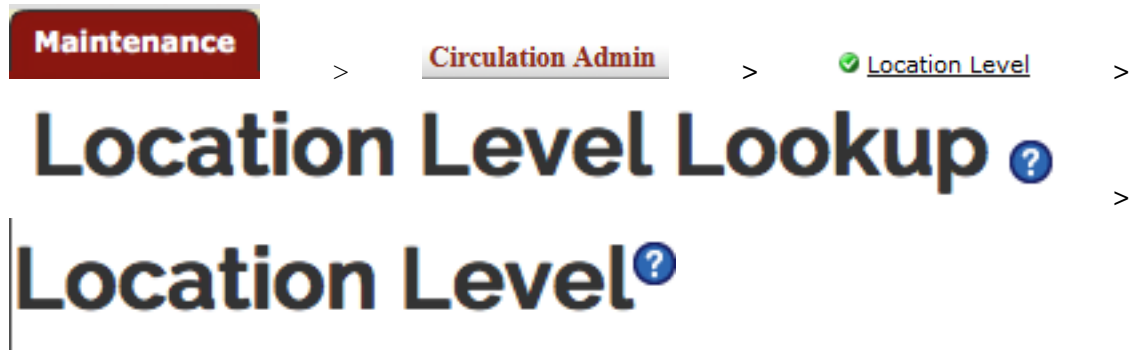 Maintenance > Circulation Admin > Location Level >
Location Level Lookup ? >
Location Level ?